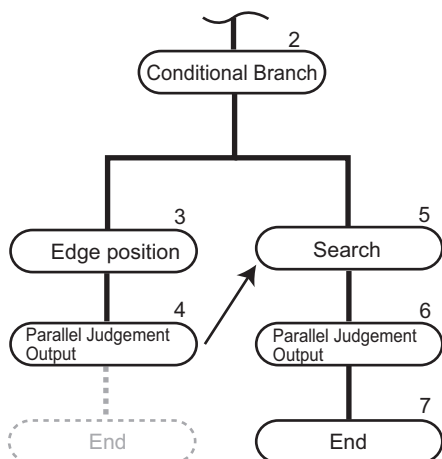 2
Conditional Branch
3
Edge position
4
Parallel Judgement
Output
End
5
Search
6
Parallel Judgement
Output
7
End